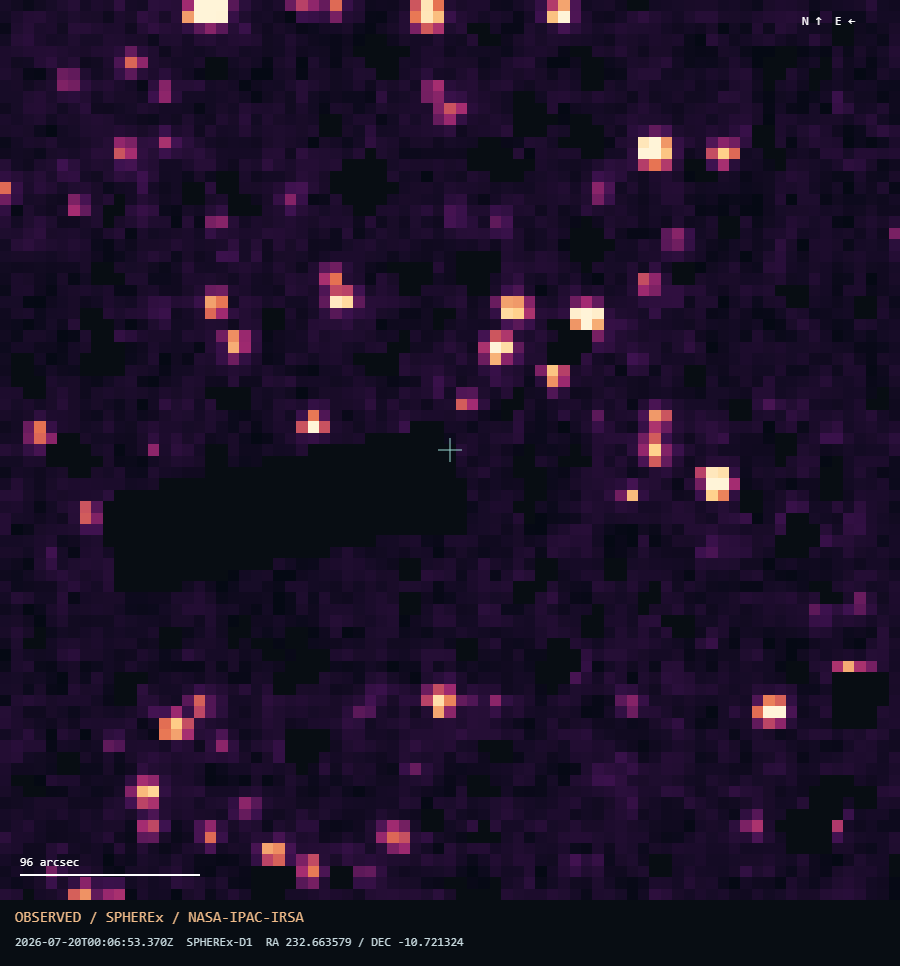 N ↑ E ←
96 arcsec
OBSERVED / SPHEREx / NASA-IPAC-IRSA
2026-07-20T00:06:53.370Z SPHEREx-D1 RA 232.663579 / DEC -10.721324